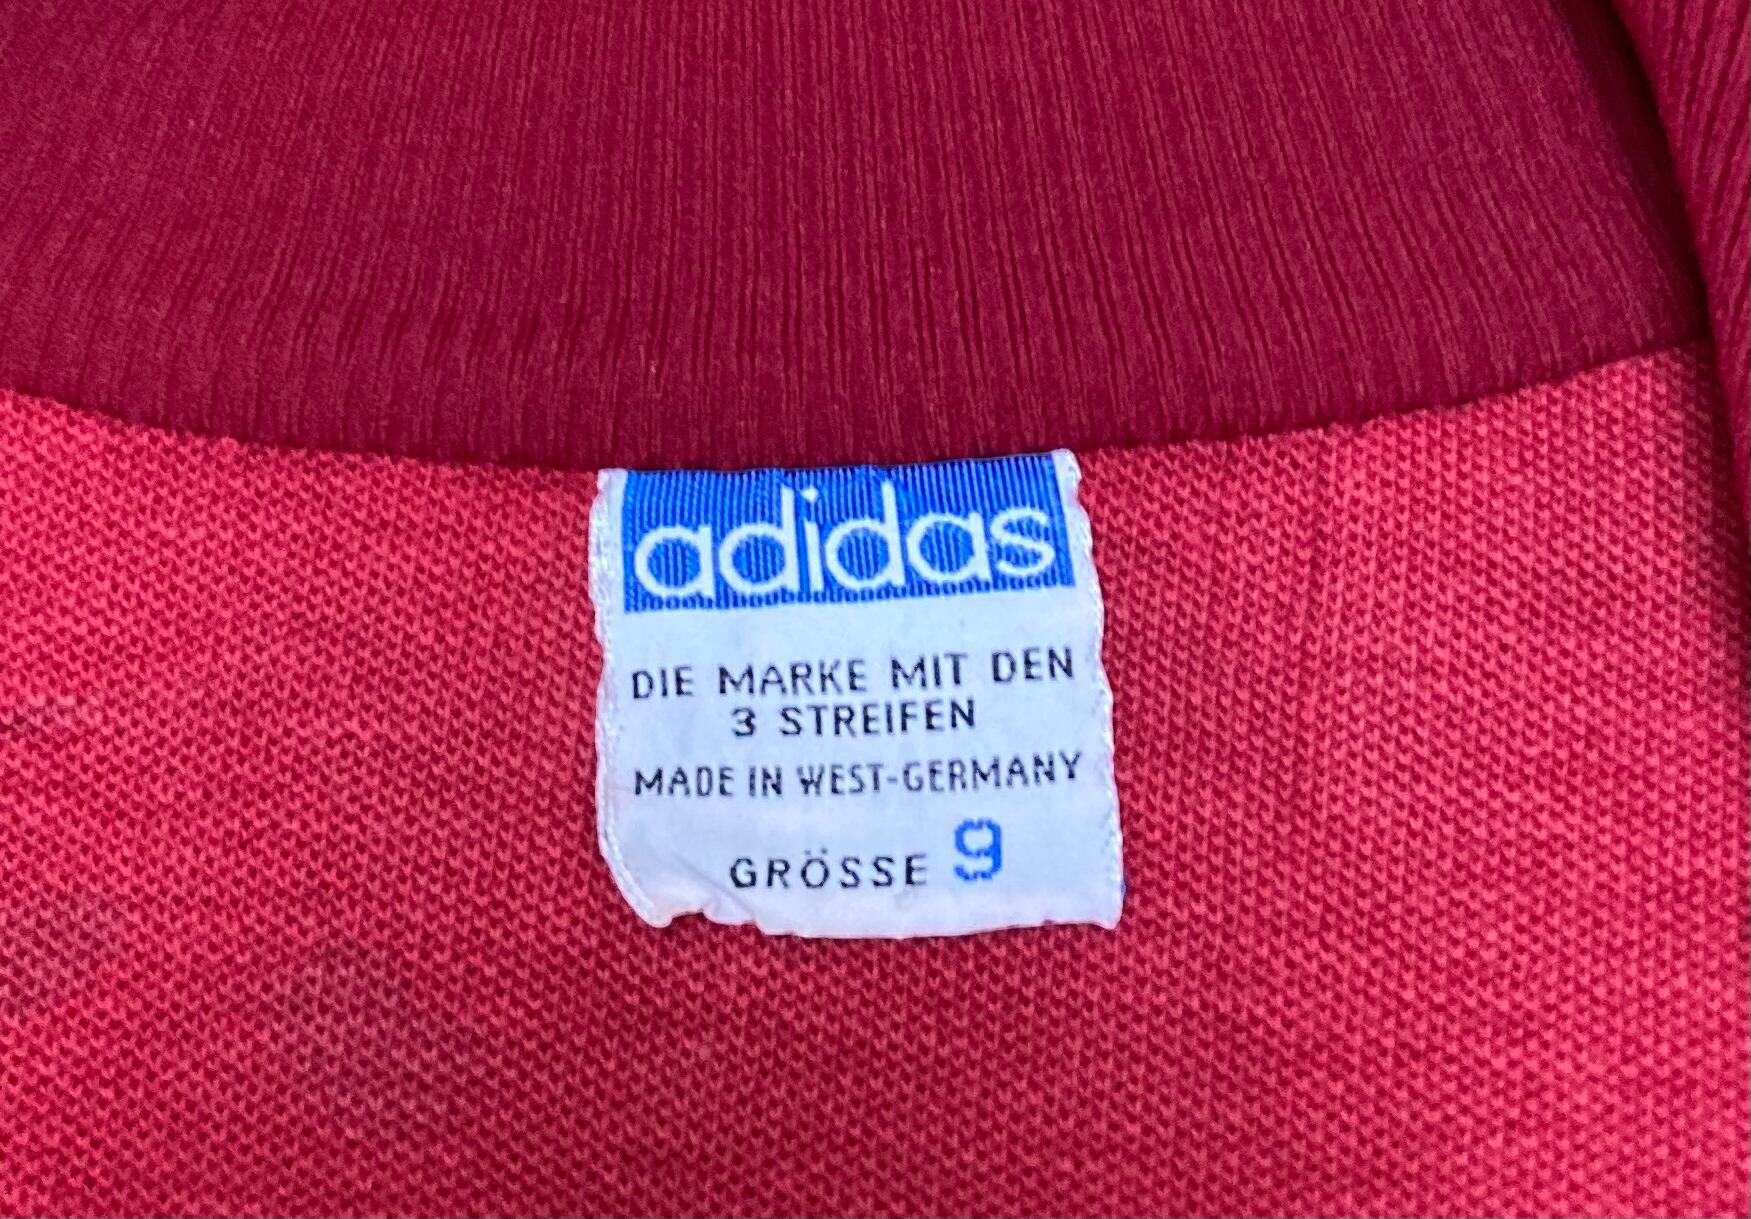 adidas
DIE MARKE MIT DEN
3 STREIFEN
MADE IN WEST-GERMANY
GRÖSSE 9